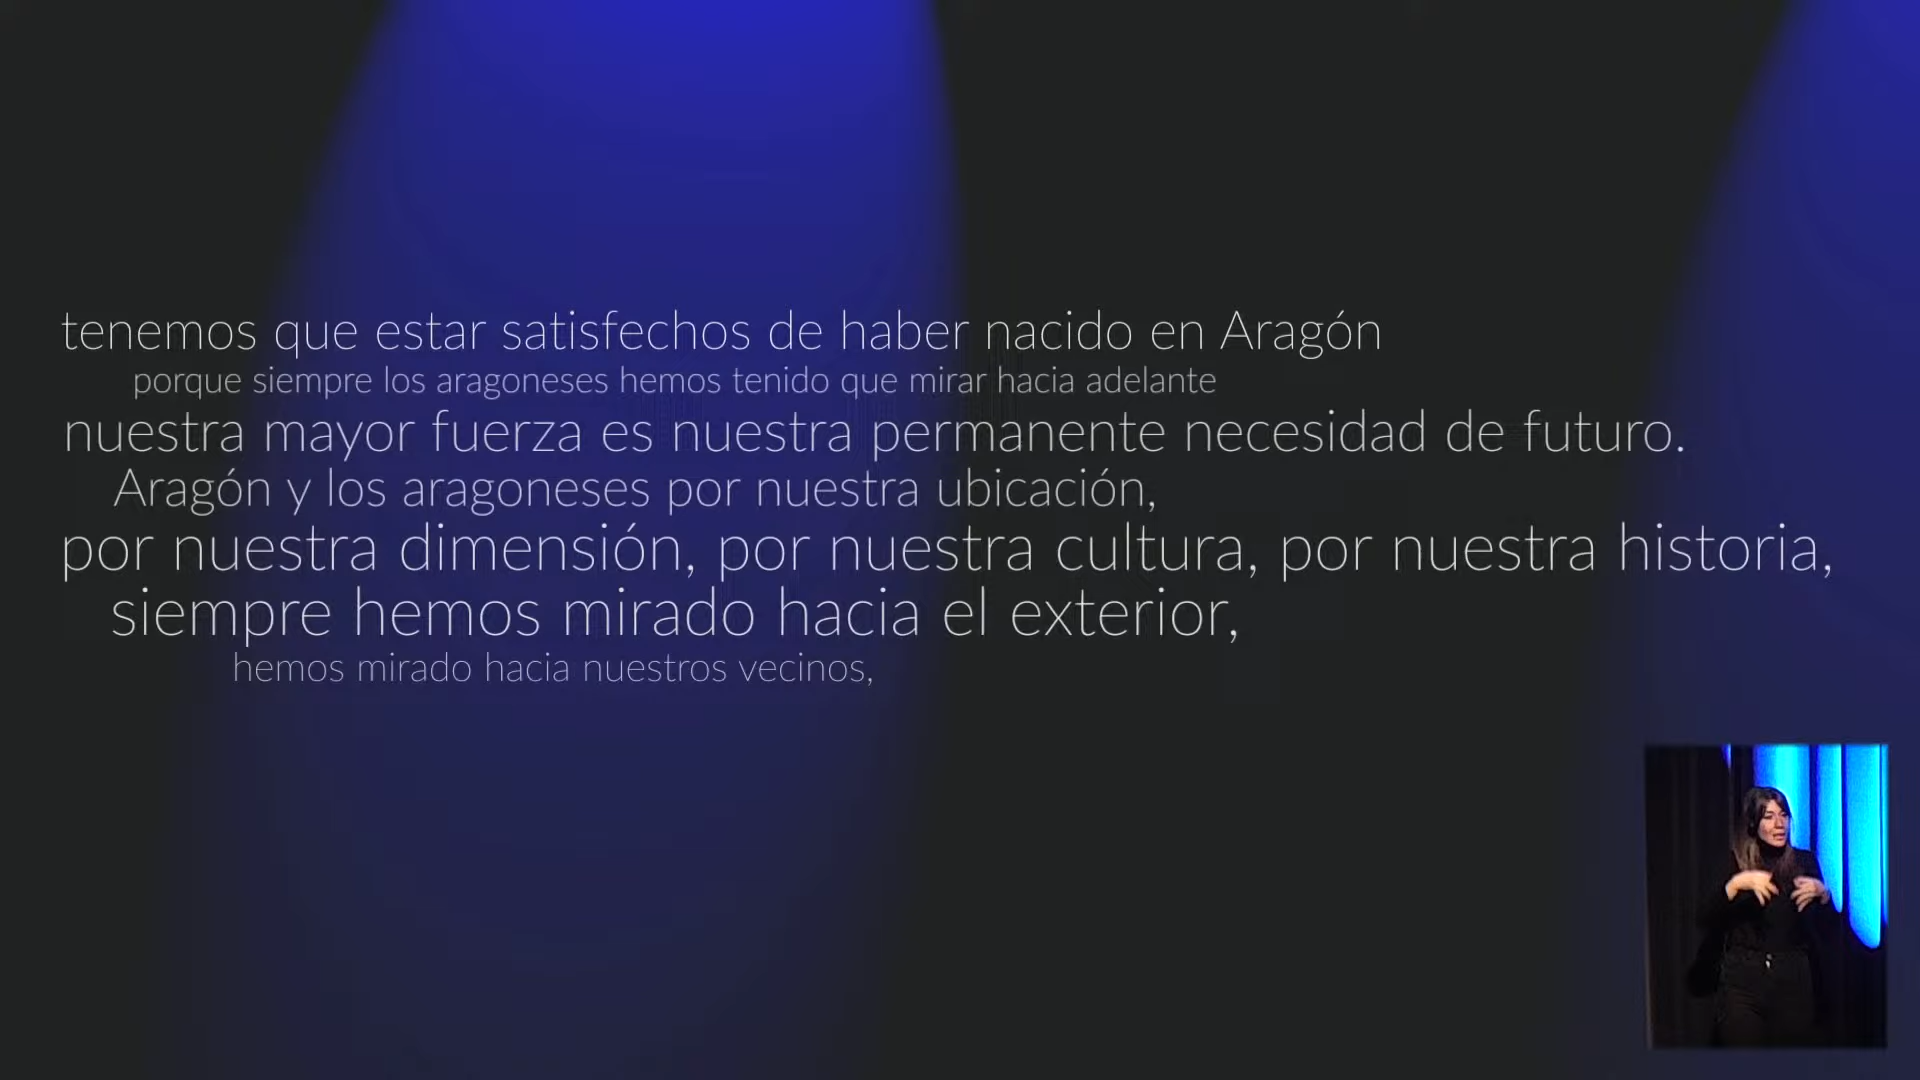 tenemos que estar satisfechos de haber nacido en Aragón
porque siempre los aragoneses hemos tenido que mirar hacia adelante
nuestra mayor fuerza es nuestra permanente necesidad de futuro.
Aragón y los aragoneses por nuestra ubicación,
por nuestra dimensión, por nuestra cultura, por nuestra historia,
siempre hemos mirado hacia el exterior,
hemos mirado hacia nuestros vecinos,